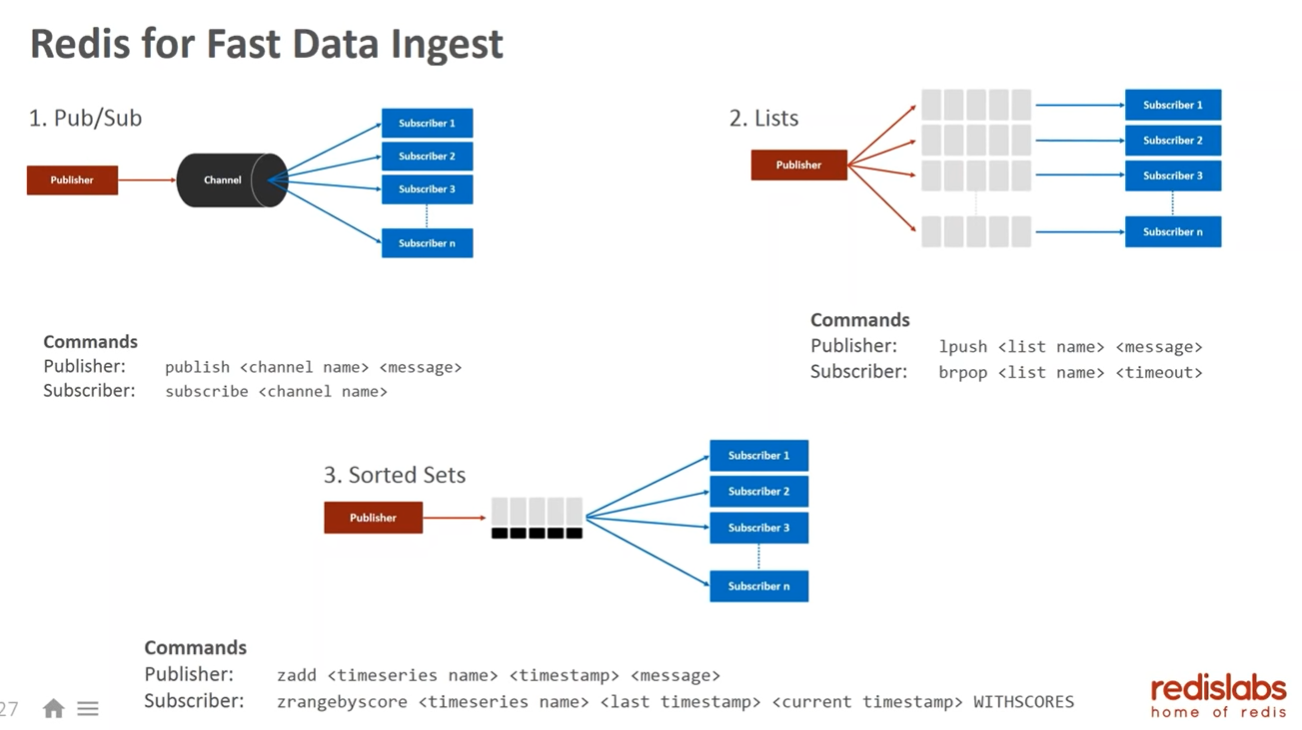 Redis for Fast Data Ingest
1. Pub/Sub
Publisher
Channel
Subscriber 1
Subscriber 2
Subscriber 3
Subscriber n
Commands
Publisher: publish <channel name> <message>
Subscriber: subscribe <channel name>
2. Lists
Publisher
Subscriber 1
Subscriber 2
Subscriber 3
Subscriber n
Commands
Publisher: lpush <list name> <message>
Subscriber: brpop <list name> <timeout>
3. Sorted Sets
Publisher
Subscriber 1
Subscriber 2
Subscriber 3
Subscriber n
Commands
Publisher: zadd <timeseries name> <timestamp> <message>
Subscriber: zrangebyscore <timeseries name> <last timestamp> <current timestamp> WITHSCORES
27
redislabs
home of redis